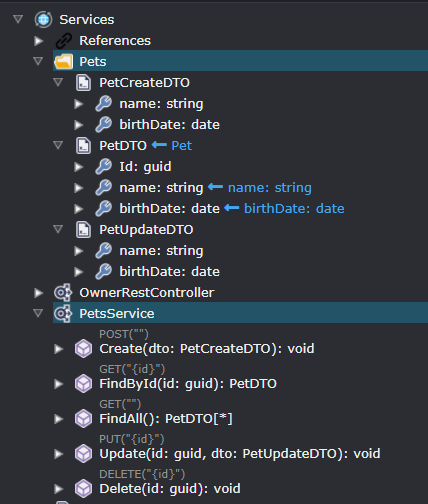 Services
References
Pets
PetCreateDTO
name: string
birthDate: date
PetDTO ← Pet
Id: guid
name: string ← name: string
birthDate: date ← birthDate: date
PetUpdateDTO
name: string
birthDate: date
OwnerRestController
PetsService
POST("")
Create(dto: PetCreateDTO): void
GET("{id}")
FindById(id: guid): PetDTO
GET("")
FindAll(): PetDTO[*]
PUT("{id}")
Update(id: guid, dto: PetUpdateDTO): void
DELETE("{id}")
Delete(id: guid): void